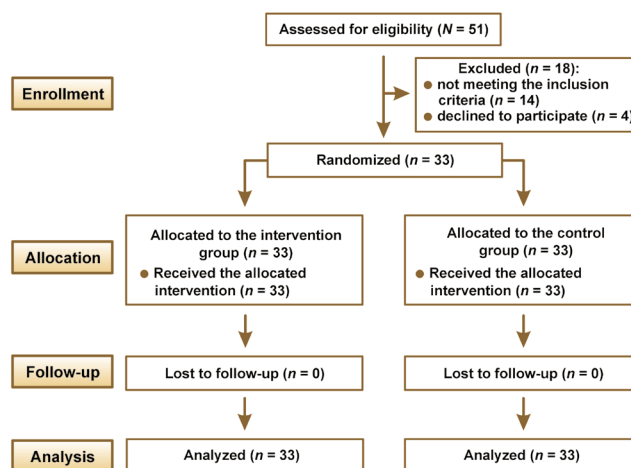 Assessed for eligibility (N = 51)
Enrollment
Excluded (n = 18):
● not meeting the inclusion
criteria (n = 14)
● declined to participate (n = 4)
Randomized (n = 33)
Allocation
Allocated to the intervention
group (n = 33)
● Received the allocated
intervention (n = 33)
Allocated to the control
group (n = 33)
● Received the allocated
intervention (n = 33)
Follow-up
Lost to follow-up (n = 0)
Lost to follow-up (n = 0)
Analysis
Analyzed (n = 33)
Analyzed (n = 33)